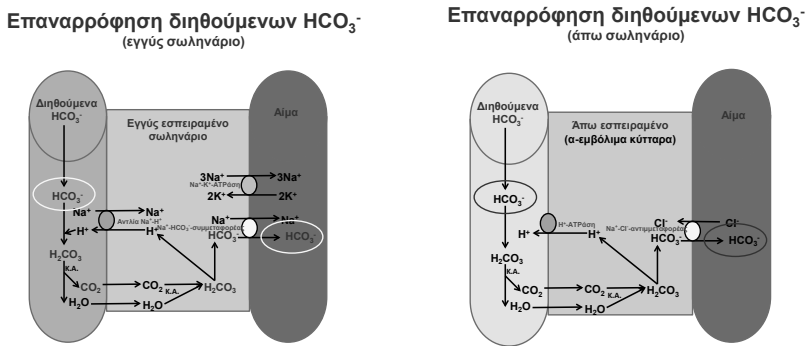 Επαναρρόφηση διηθούμενων HCO₃⁻
(εγγύς σωληνάριο)
Διηθούμενα
HCO₃⁻
Εγγύς εσπειραμένο
σωληνάριο
Αίμα
3Na⁺ 3Na⁺
Na⁺-K⁺-ΑΤΡάση
2K⁺ 2K⁺
HCO₃⁻
Na⁺ Na⁺
Αντλία Na⁺-H⁺
H⁺ H⁺
Na⁺ Na⁺
Na⁺-HCO₃⁻-συμμεταφορέας
HCO₃⁻ HCO₃⁻
H₂CO₃
Κ.Α.
CO₂ CO₂ Κ.Α. H₂CO₃
H₂O H₂O
Επαναρρόφηση διηθούμενων HCO₃⁻
(άπω σωληνάριο)
Διηθούμενα
HCO₃⁻
Άπω εσπειραμένο
(α-εμβόλιμα κύτταρα)
Αίμα
HCO₃⁻
H⁺-ΑΤΡάση
H⁺ H⁺
Cl⁻ Cl⁻
Na⁺-Cl⁻-αντιμεταφορέας
HCO₃⁻ HCO₃⁻
H₂CO₃
Κ.Α.
CO₂ CO₂ Κ.Α. H₂CO₃
H₂O H₂O